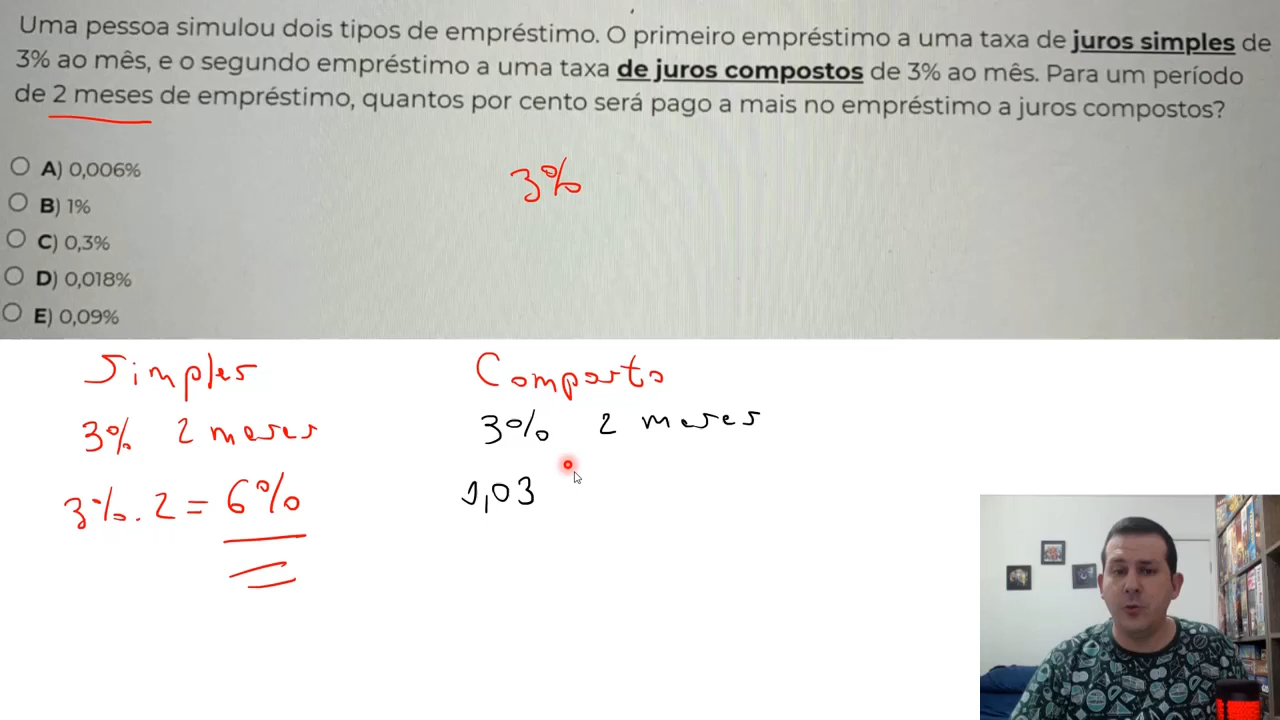 Uma pessoa simulou dois tipos de empréstimo. O primeiro empréstimo a uma taxa de juros simples de
3% ao mês, e o segundo empréstimo a uma taxa de juros compostos de 3% ao mês. Para um período
de 2 meses de empréstimo, quantos por cento será pago a mais no empréstimo a juros compostos?
A) 0,006%
B) 1%
C) 0,3%
D) 0,018%
E) 0,09%
3%
Simples
Composto
3% 2 meses
3% 2 meses
3%. 2 = 6%
1,03